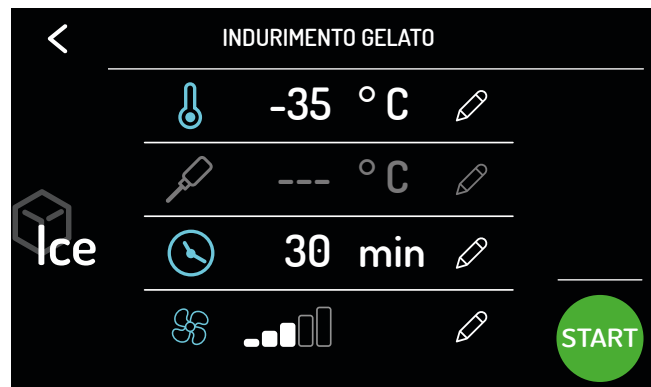 INDURIMENTO GELATO
-35 °C
--- °C
Ice
30 min
START